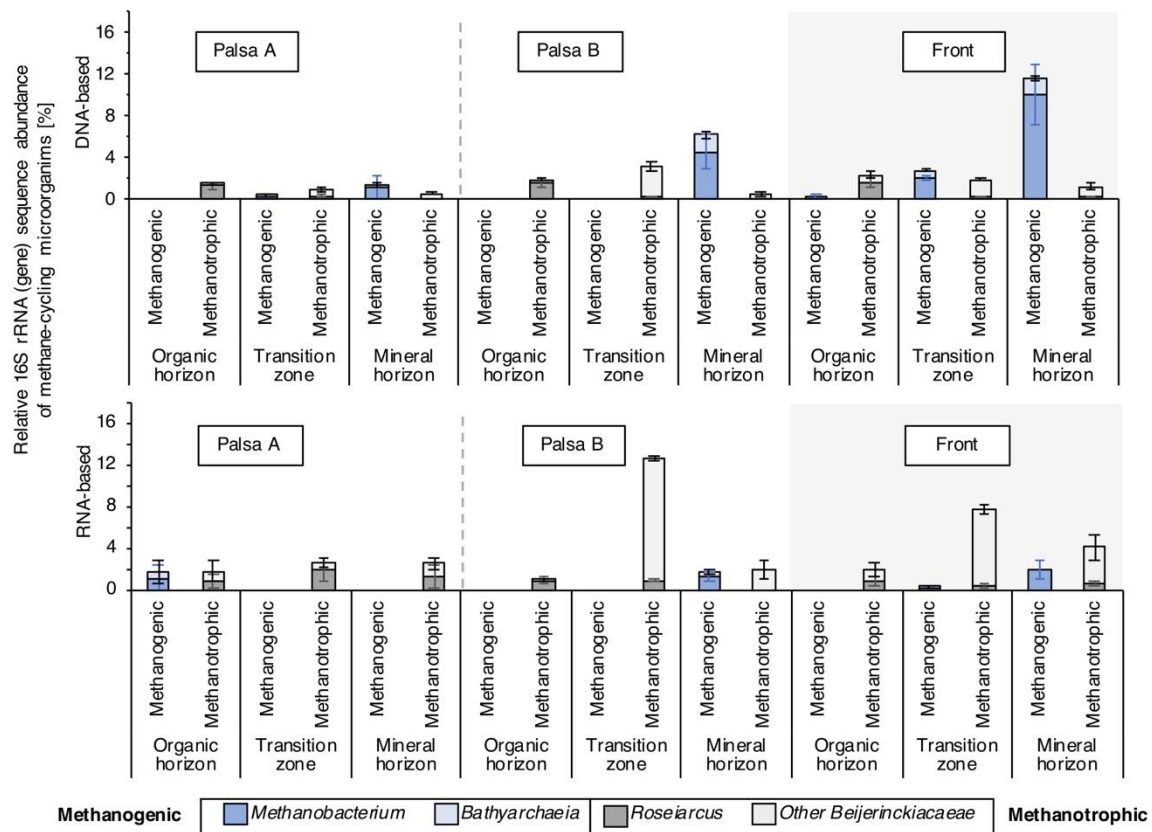 Relative 16S rRNA (gene) sequence abundance
of methane-cycling microorganims [%]
DNA-based
16
12
8
4
0
Palsa A
Palsa B
Front
Methanogenic
Methanotrophic
Methanogenic
Methanotrophic
Methanogenic
Methanotrophic
Methanogenic
Methanotrophic
Methanogenic
Methanotrophic
Methanogenic
Methanotrophic
Methanogenic
Methanotrophic
Methanogenic
Methanotrophic
Methanogenic
Methanotrophic
Organic horizon
Transition zone
Mineral horizon
Organic horizon
Transition zone
Mineral horizon
Organic horizon
Transition zone
Mineral horizon
RNA-based
16
12
8
4
0
Palsa A
Palsa B
Front
Methanogenic
Methanotrophic
Methanogenic
Methanotrophic
Methanogenic
Methanotrophic
Methanogenic
Methanotrophic
Methanogenic
Methanotrophic
Methanogenic
Methanotrophic
Methanogenic
Methanotrophic
Methanogenic
Methanotrophic
Methanogenic
Methanotrophic
Organic horizon
Transition zone
Mineral horizon
Organic horizon
Transition zone
Mineral horizon
Organic horizon
Transition zone
Mineral horizon
Methanogenic Methanobacterium Bathyarchaeia Roseiarcus Other Beijerinckiacaeae Methanotrophic